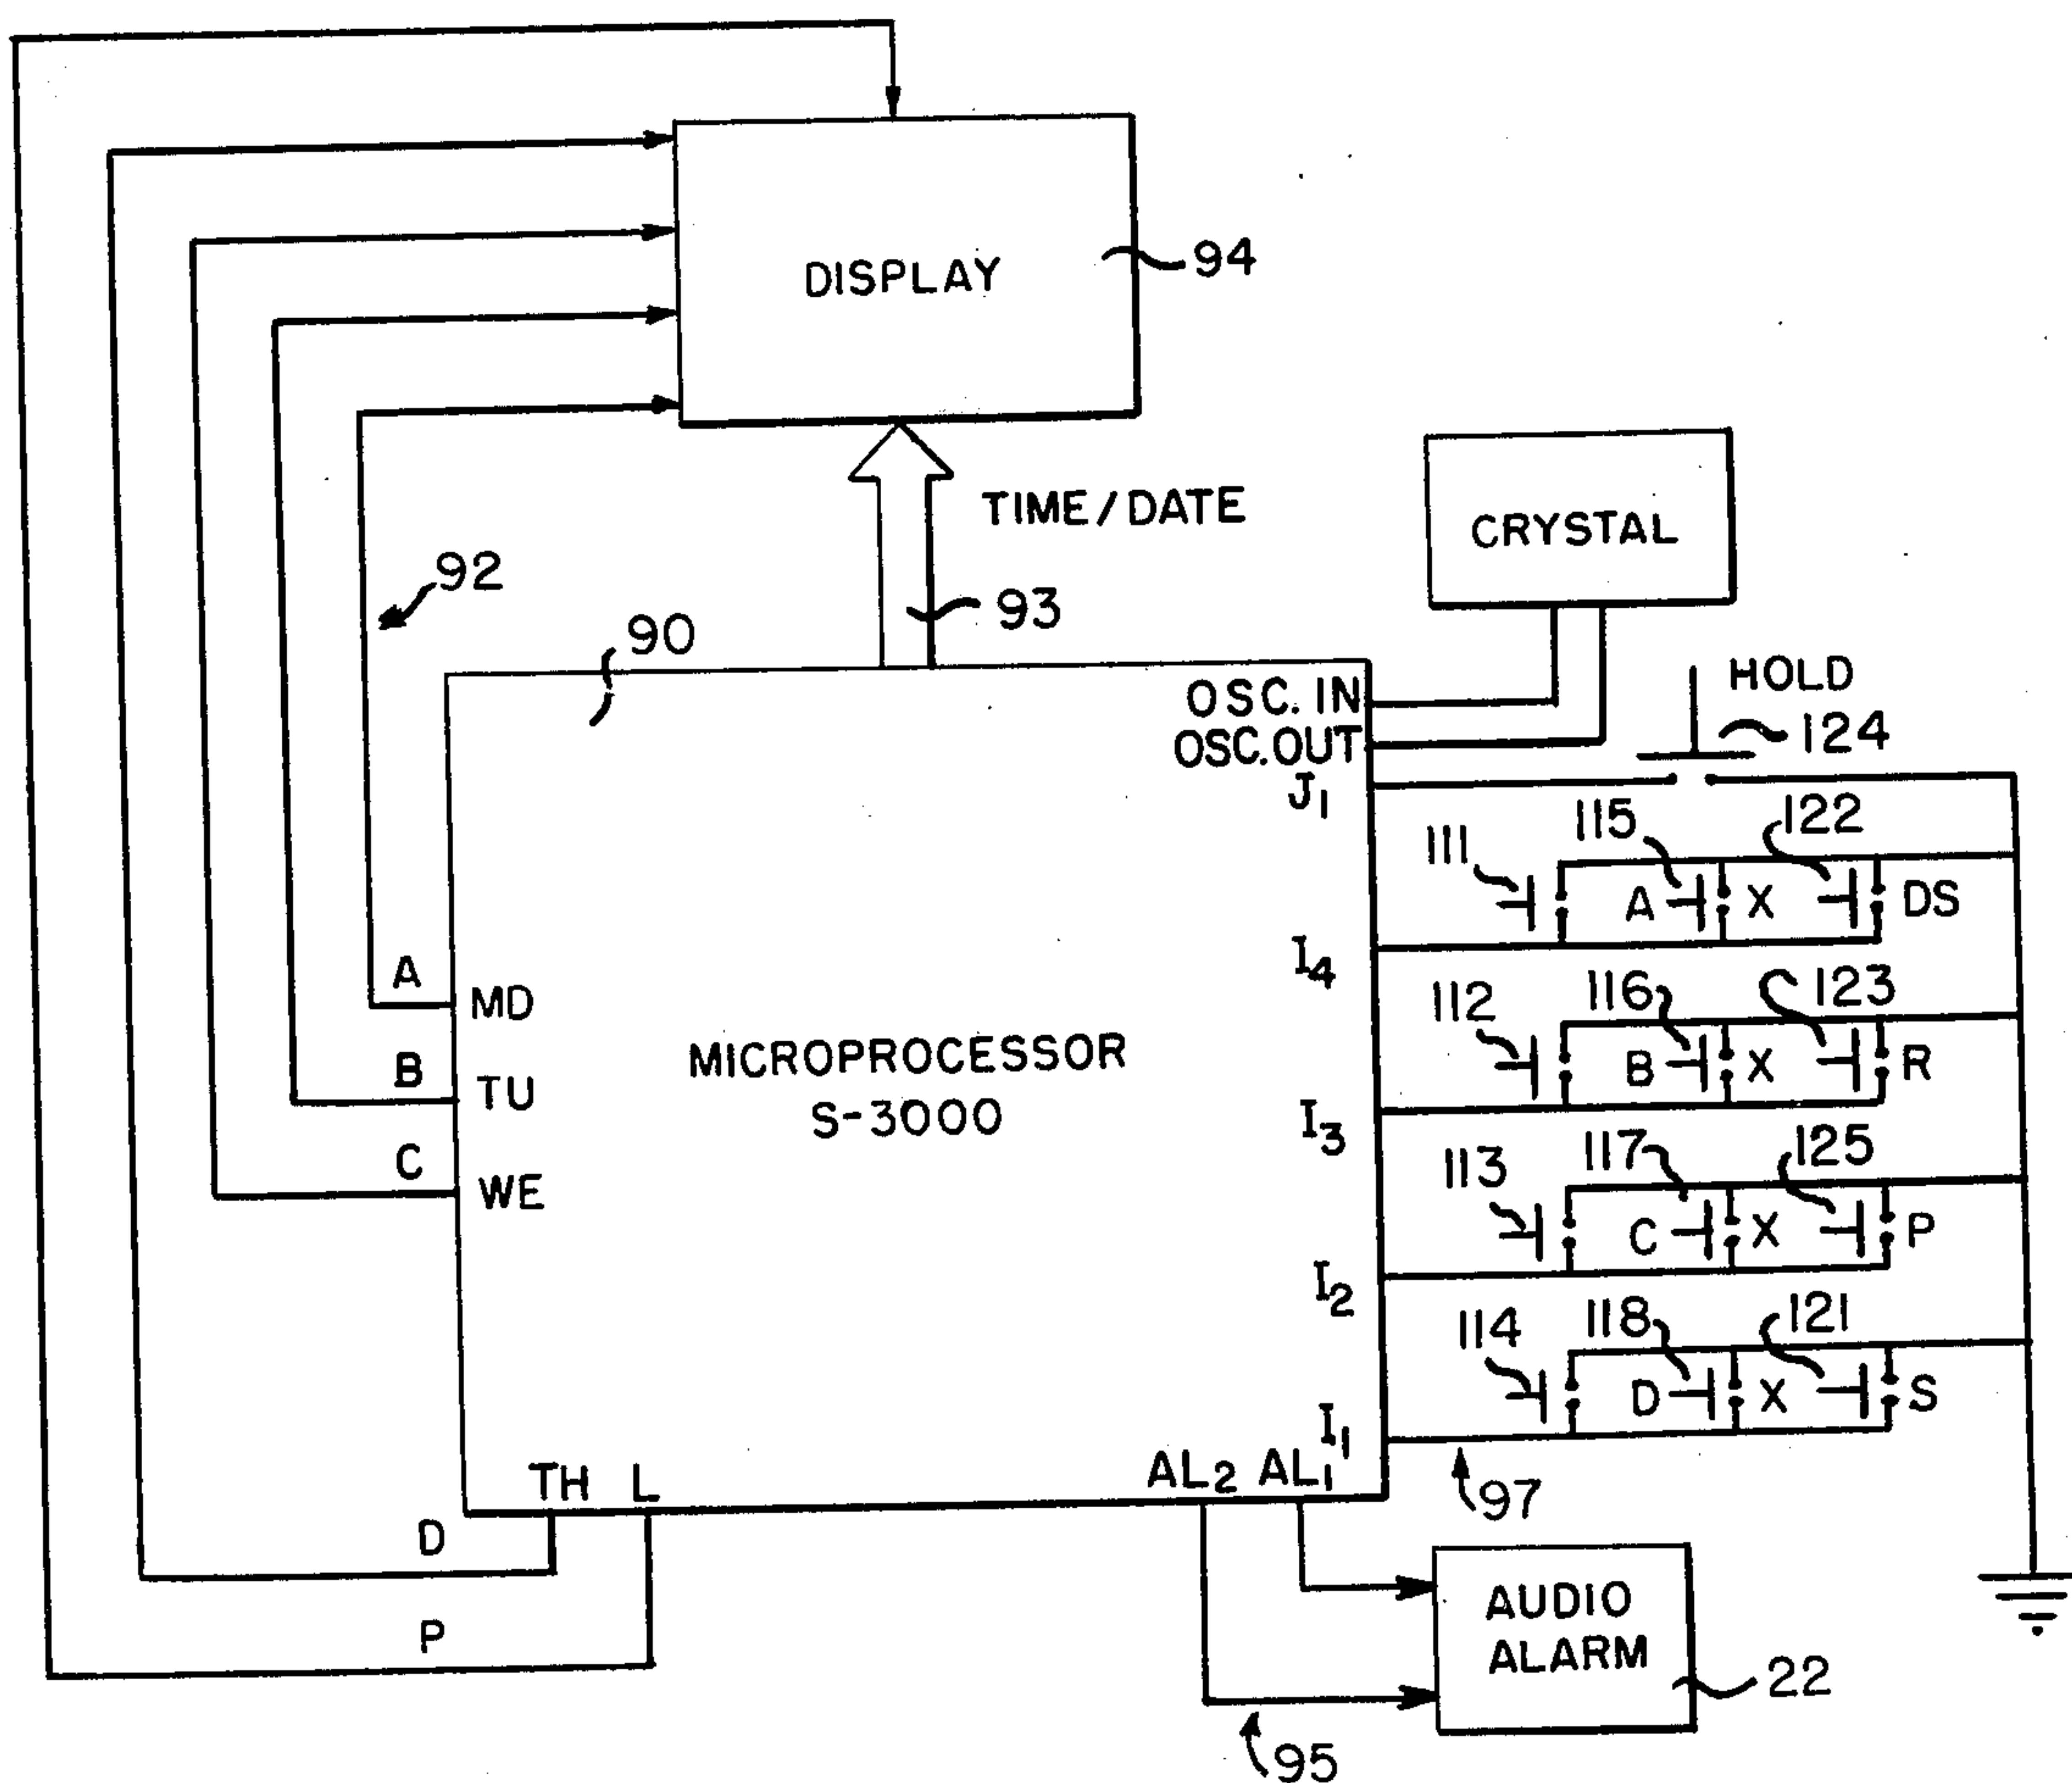 DISPLAY
94
TIME/DATE
CRYSTAL
92
93
90
HOLD
124
OSC. IN
OSC. OUT
J1
111
115
122
A
X
DS
I4
A
MD
112
116
123
B
X
R
I3
B
TU
MICROPROCESSOR
S-3000
113
117
125
C
X
P
I2
C
WE
114
118
121
D
X
S
I1
TH
L
AL2
AL1
97
D
P
AUDIO
ALARM
22
95